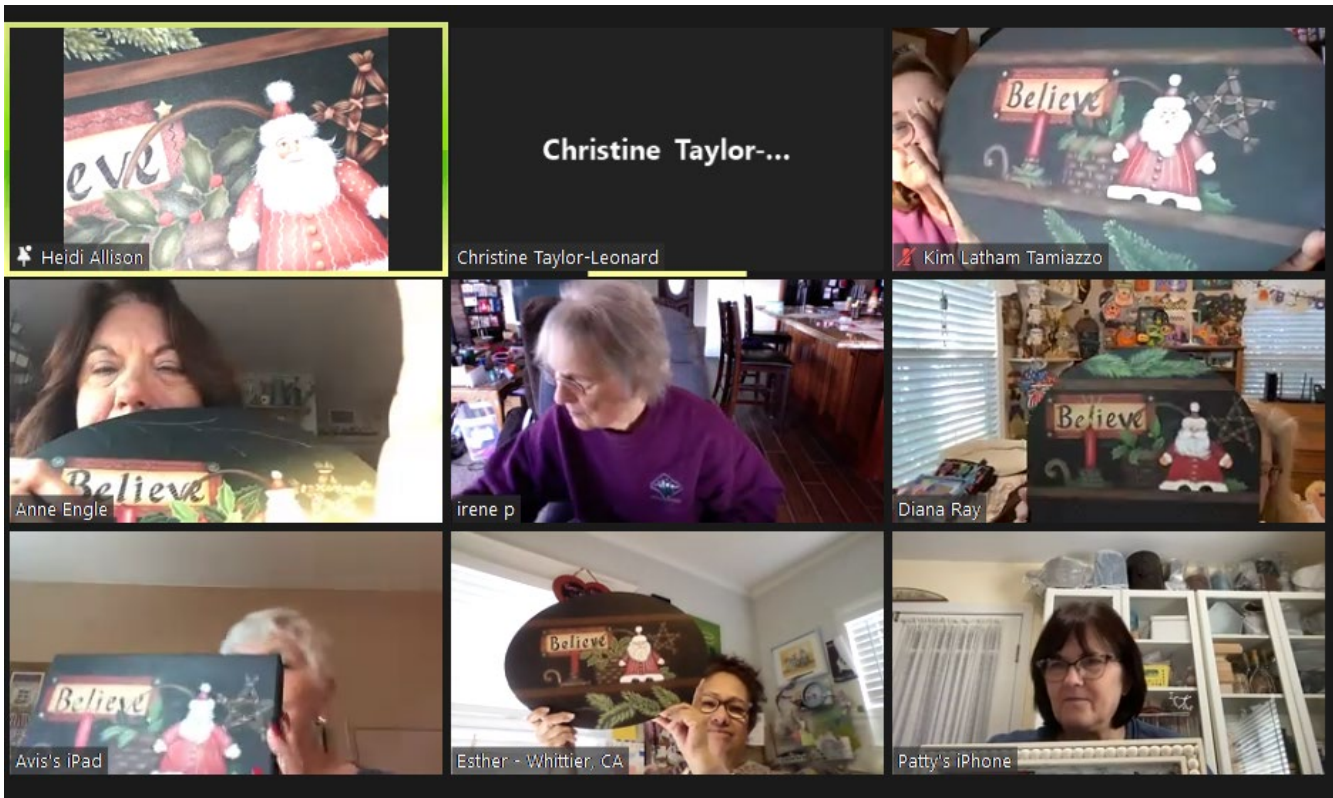 eve
Heidi Allison
Christine Taylor-...
Christine Taylor-Leonard
Believe
Kim Latham Tamiazzo
Believe
Anne Engle
irene p
Believe
Diana Ray
Believe
Avis's iPad
Believe
Esther - Whittier, CA
Patty's iPhone